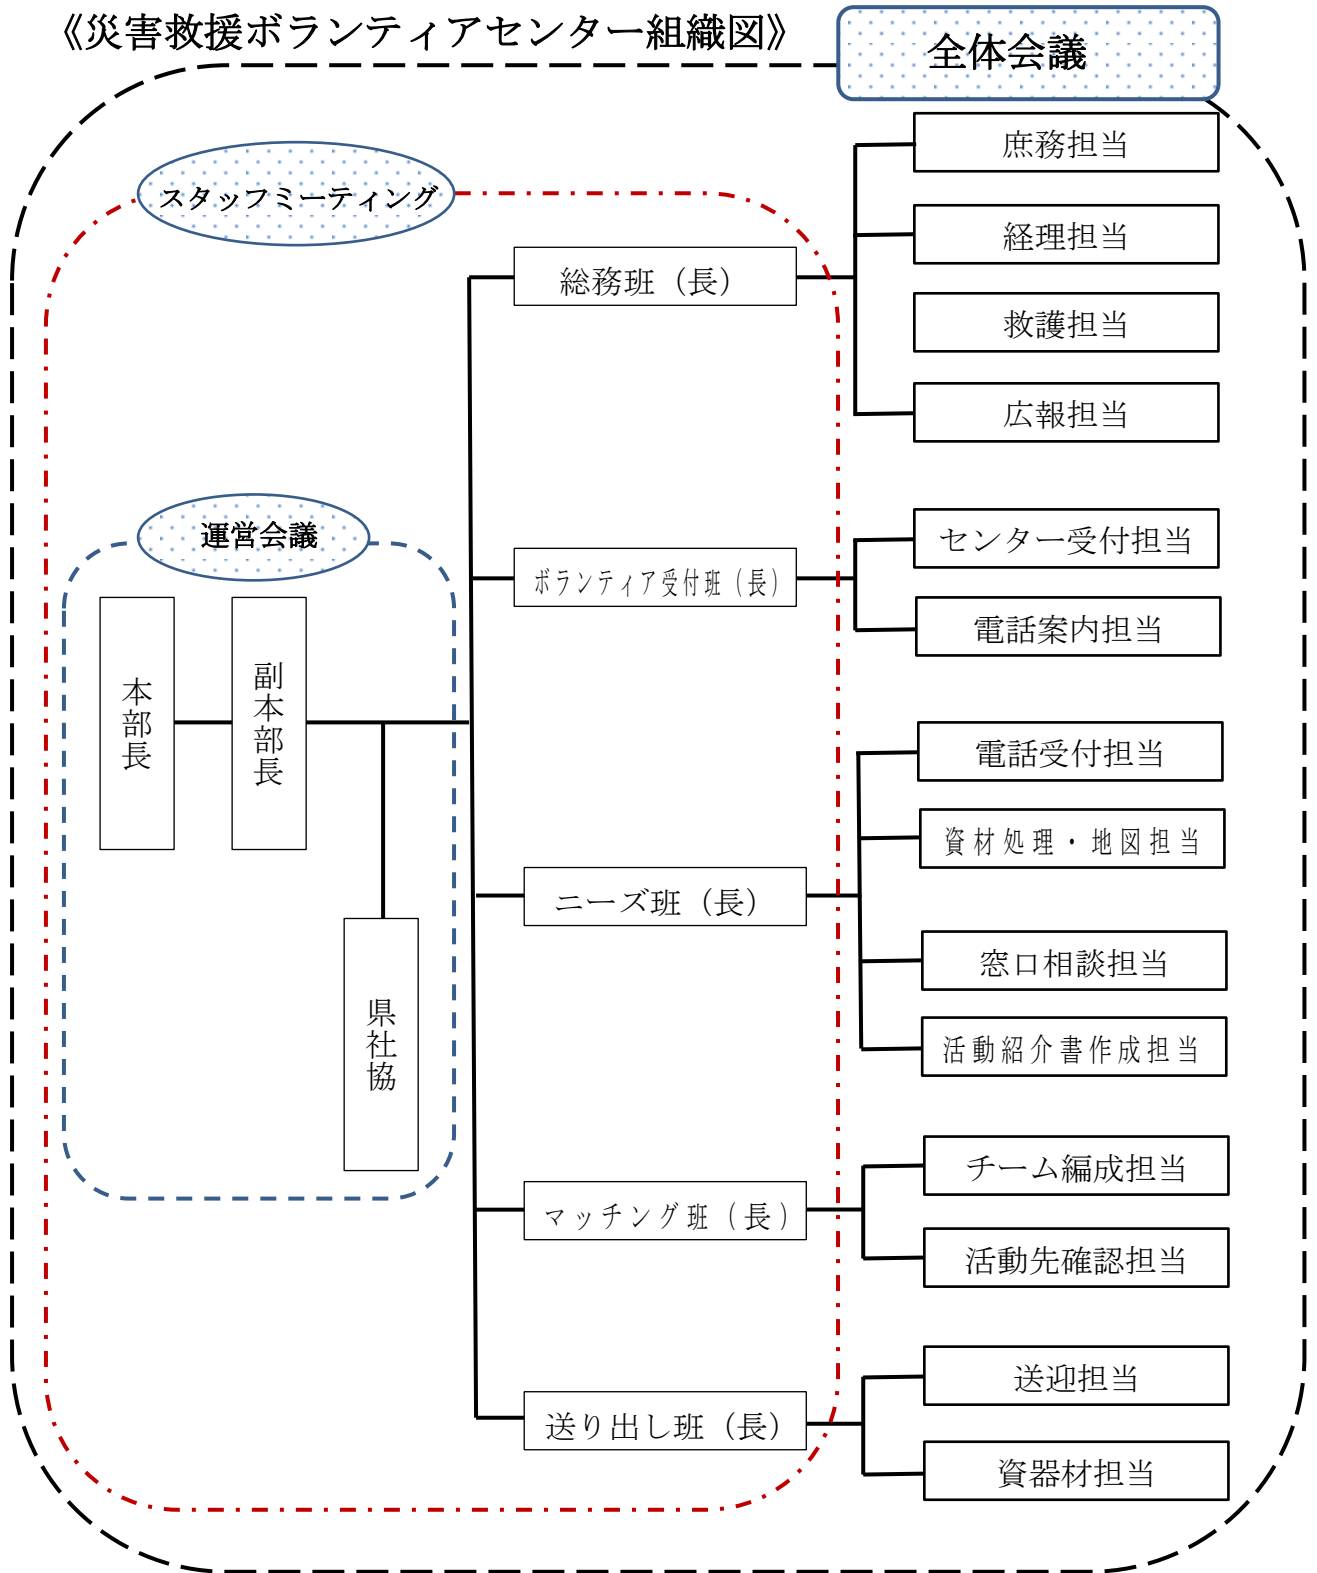 《災害救援ボランティアセンター組織図》
全体会議
スタッフミーティング
運営会議
本部長
副本部長
県社協
総務班（長）
庶務担当
経理担当
救護担当
広報担当
ボランティア受付班（長）
センター受付担当
電話案内担当
ニーズ班（長）
電話受付担当
資材処理・地図担当
窓口相談担当
活動紹介書作成担当
マッチング班（長）
チーム編成担当
活動先確認担当
送り出し班（長）
送迎担当
資器材担当